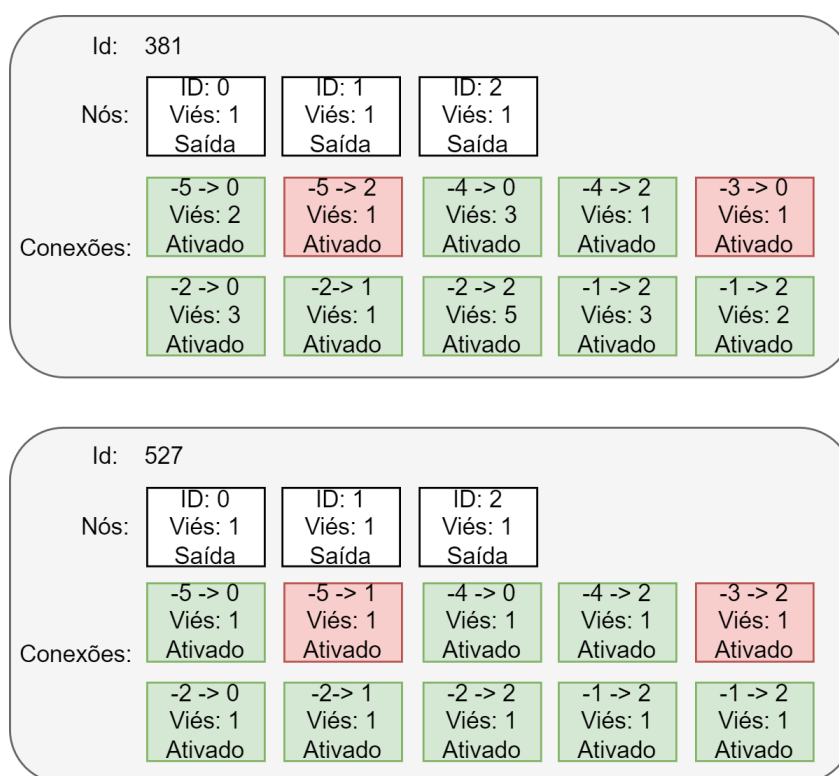 Id: 381
Nós:
ID: 0
Viés: 1
Saída
ID: 1
Viés: 1
Saída
ID: 2
Viés: 1
Saída
Conexões:
-5 -> 0
Viés: 2
Ativado
-5 -> 2
Viés: 1
Ativado
-4 -> 0
Viés: 3
Ativado
-4 -> 2
Viés: 1
Ativado
-3 -> 0
Viés: 1
Ativado
-2 -> 0
Viés: 3
Ativado
-2-> 1
Viés: 1
Ativado
-2 -> 2
Viés: 5
Ativado
-1 -> 2
Viés: 3
Ativado
-1 -> 2
Viés: 2
Ativado
Id: 527
Nós:
ID: 0
Viés: 1
Saída
ID: 1
Viés: 1
Saída
ID: 2
Viés: 1
Saída
Conexões:
-5 -> 0
Viés: 1
Ativado
-5 -> 1
Viés: 1
Ativado
-4 -> 0
Viés: 1
Ativado
-4 -> 2
Viés: 1
Ativado
-3 -> 2
Viés: 1
Ativado
-2 -> 0
Viés: 1
Ativado
-2-> 1
Viés: 1
Ativado
-2 -> 2
Viés: 1
Ativado
-1 -> 2
Viés: 1
Ativado
-1 -> 2
Viés: 1
Ativado